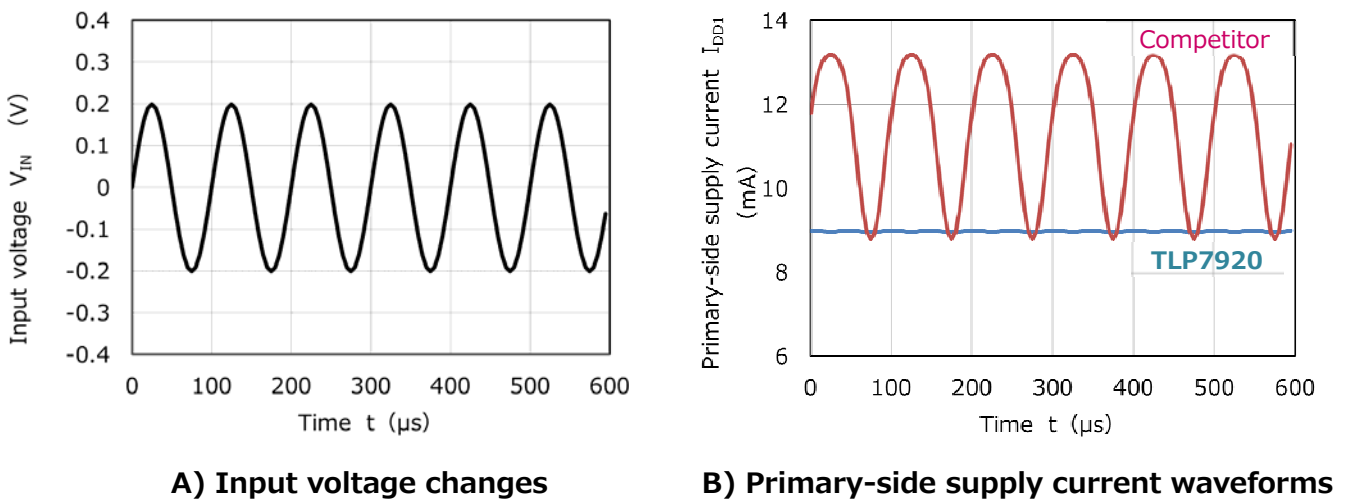 Input voltage V_IN (V)
0.4
0.3
0.2
0.1
0
-0.1
-0.2
-0.3
-0.4
0 100 200 300 400 500 600
Time t (μs)
A) Input voltage changes
Primary-side supply current I_DD1
(mA)
14
12
10
8
6
Competitor
TLP7920
0 100 200 300 400 500 600
Time t (μs)
B) Primary-side supply current waveforms